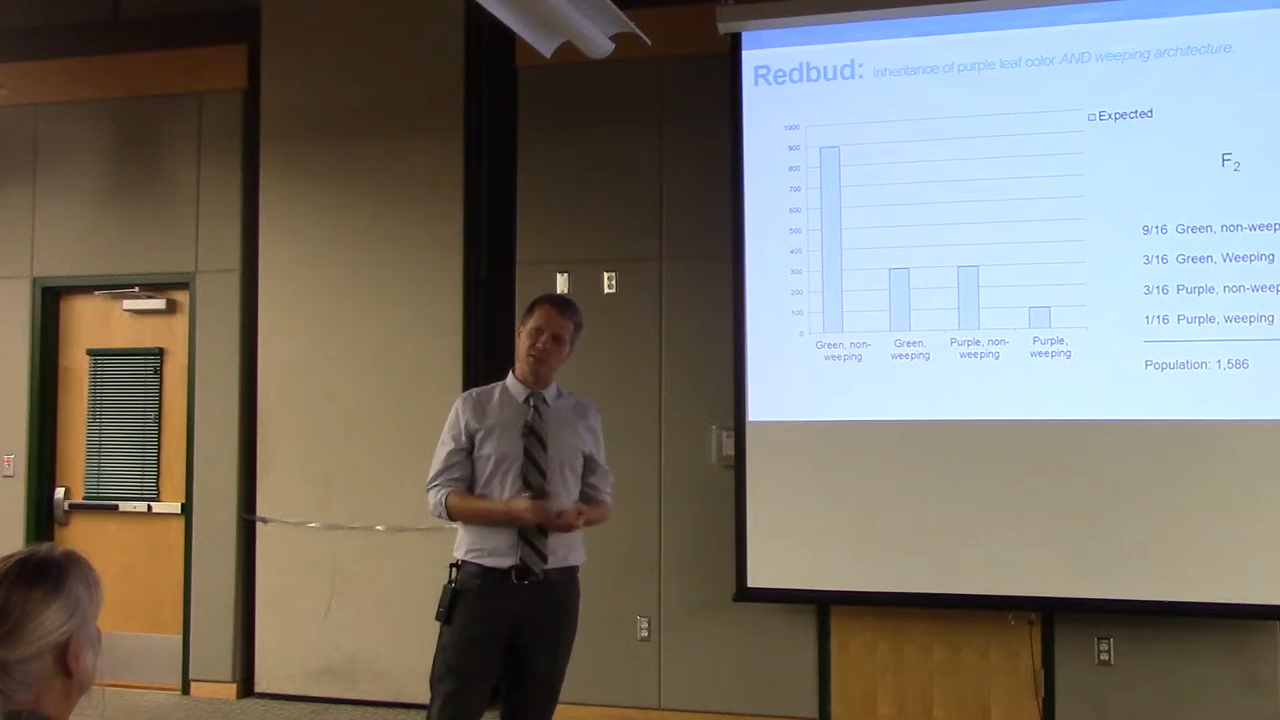 Redbud: Inheritance of purple leaf color AND weeping architecture.
Expected
1000
900
800
700
600
500
400
300
200
100
0
Green, non-
weeping
Green,
weeping
Purple, non-
weeping
Purple,
weeping
F2
9/16 Green, non-weep
3/16 Green, Weeping
3/16 Purple, non-weep
1/16 Purple, weeping
Population: 1,586